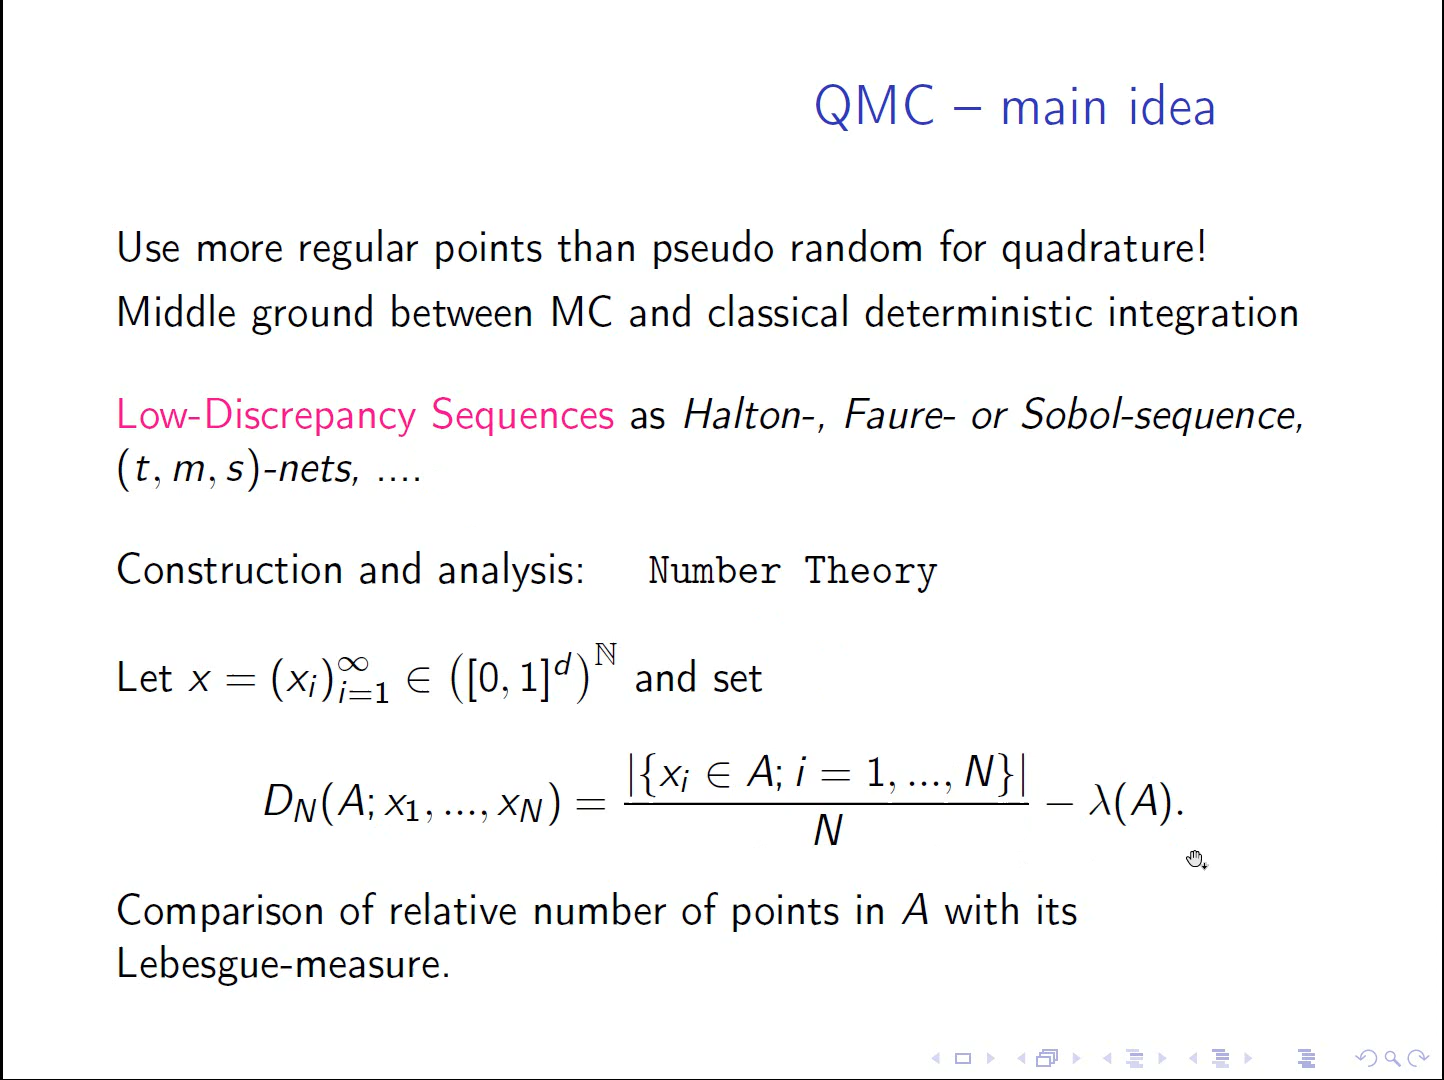 QMC – main idea
Use more regular points than pseudo random for quadrature!
Middle ground between MC and classical deterministic integration
Low-Discrepancy Sequences as Halton-, Faure- or Sobol-sequence,
(t, m, s)-nets, ....
Construction and analysis: Number Theory
Let x = (x_i)_{i=1}^∞ ∈ ([0, 1]^d)^ℕ and set
D_N(A; x_1, ..., x_N) = |{x_i ∈ A; i = 1, ..., N}| / N − λ(A).
Comparison of relative number of points in A with its
Lebesgue-measure.